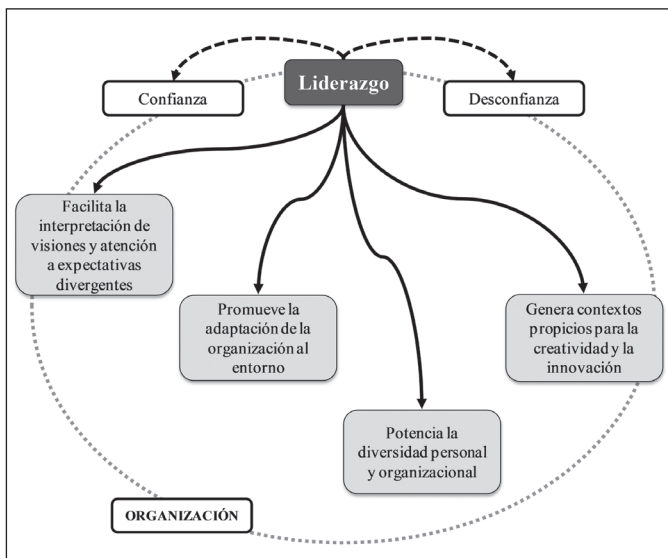 Liderazgo
Confianza
Desconfianza
Facilita la
interpretación de
visiones y atención
a expectativas
divergentes
Promueve la
adaptación de la
organización al
entorno
Genera contextos
propicios para la
creatividad y la
innovación
Potencia la
diversidad personal
y organizacional
ORGANIZACIÓN